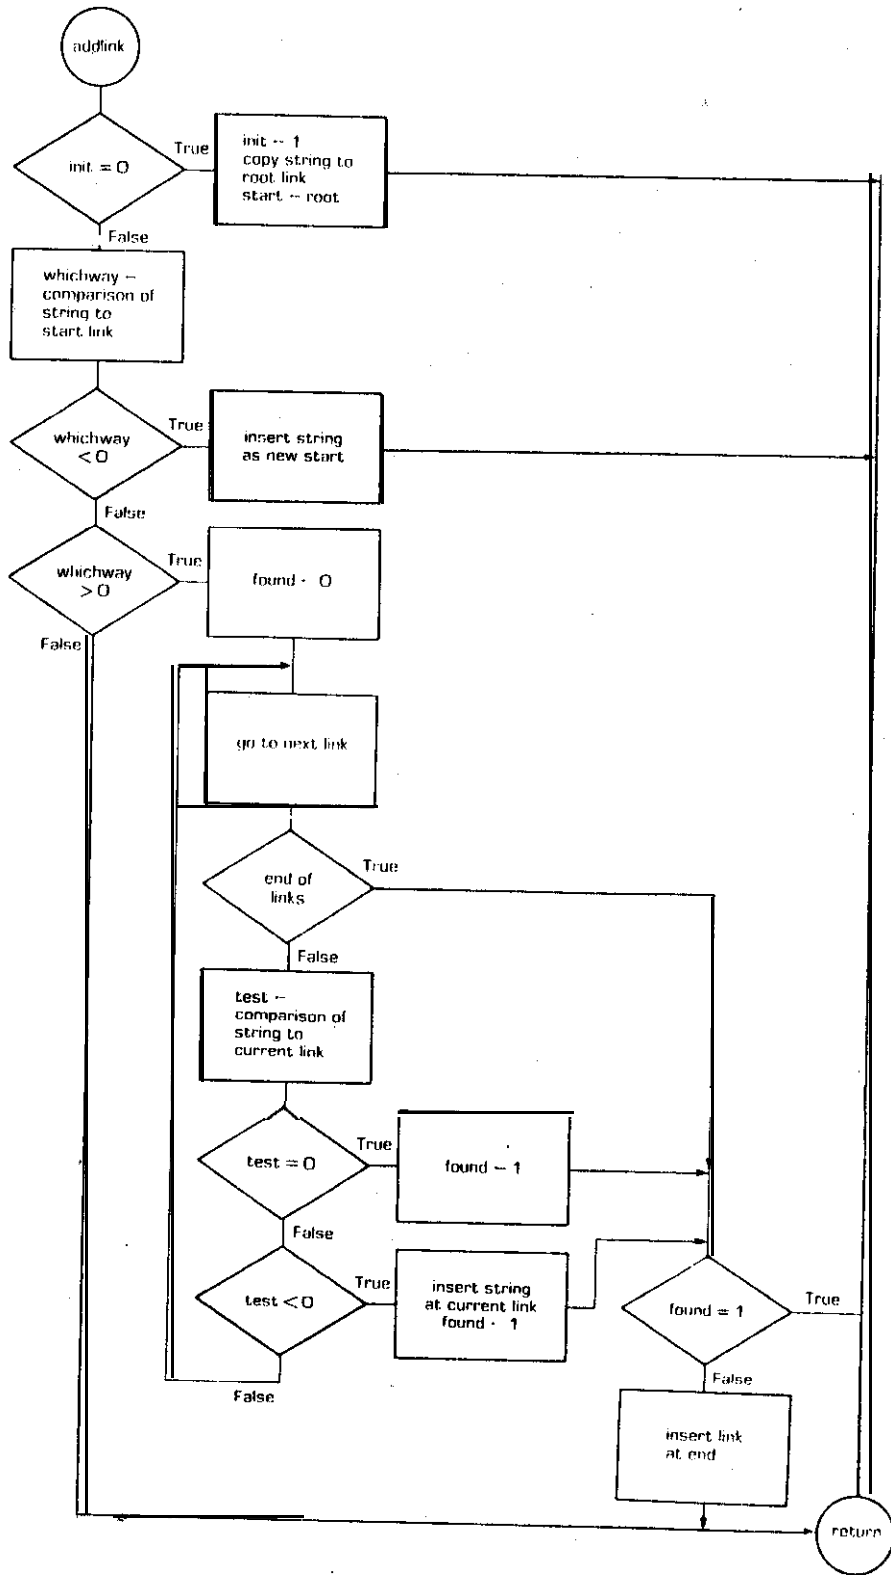 addlink
init = 0
True
init ← 1
copy string to
root link
start ← root
False
whichway ←
comparison of
string to
start link
whichway
< 0
True
insert string
as new start
False
whichway
> 0
True
found ← 0
False
go to next link
end of
links
True
False
test ←
comparison of
string to
current link
test = 0
True
found ← 1
False
test < 0
True
insert string
at current link
found ← 1
False
found = 1
True
False
insert link
at end
return